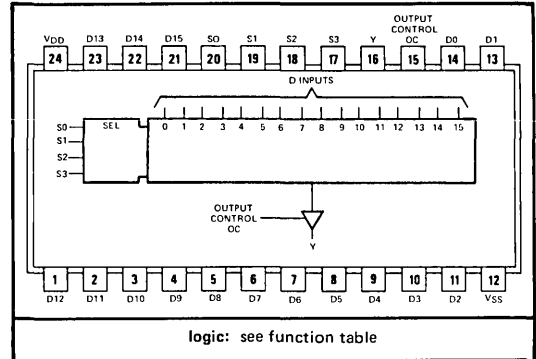 OUTPUT
CONTROL
VDD D13 D14 D15 S0 S1 S2 S3 Y OC D0 D1
24 23 22 21 20 19 18 17 16 15 14 13
D INPUTS
SEL 0 1 2 3 4 5 6 7 8 9 10 11 12 13 14 15
S0
S1
S2
S3
OUTPUT
CONTROL
OC
Y
1 2 3 4 5 6 7 8 9 10 11 12
D12 D11 D10 D9 D8 D7 D6 D5 D4 D3 D2 VSS
logic: see function table